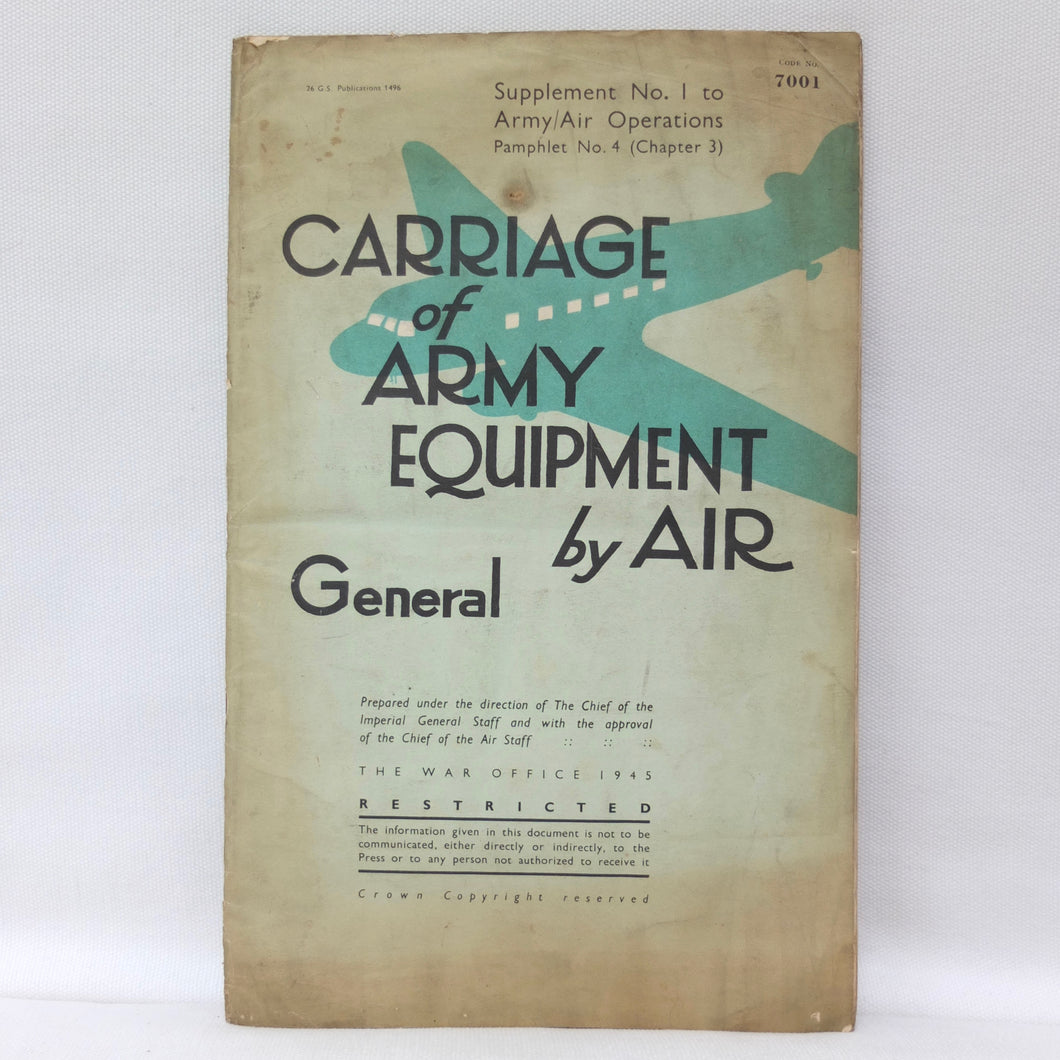 26 G.S. Publications 1496
CODE NO.
7001
Supplement No. 1 to
Army/Air Operations
Pamphlet No. 4 (Chapter 3)
CARRIAGE
of
ARMY
EQUIPMENT
by AIR
General
Prepared under the direction of The Chief of the
Imperial General Staff and with the approval
of the Chief of the Air Staff :: :: ::
THE WAR OFFICE 1945
RESTRICTED
The information given in this document is not to be
communicated, either directly or indirectly, to the
Press or to any person not authorized to receive it
Crown Copyright reserved